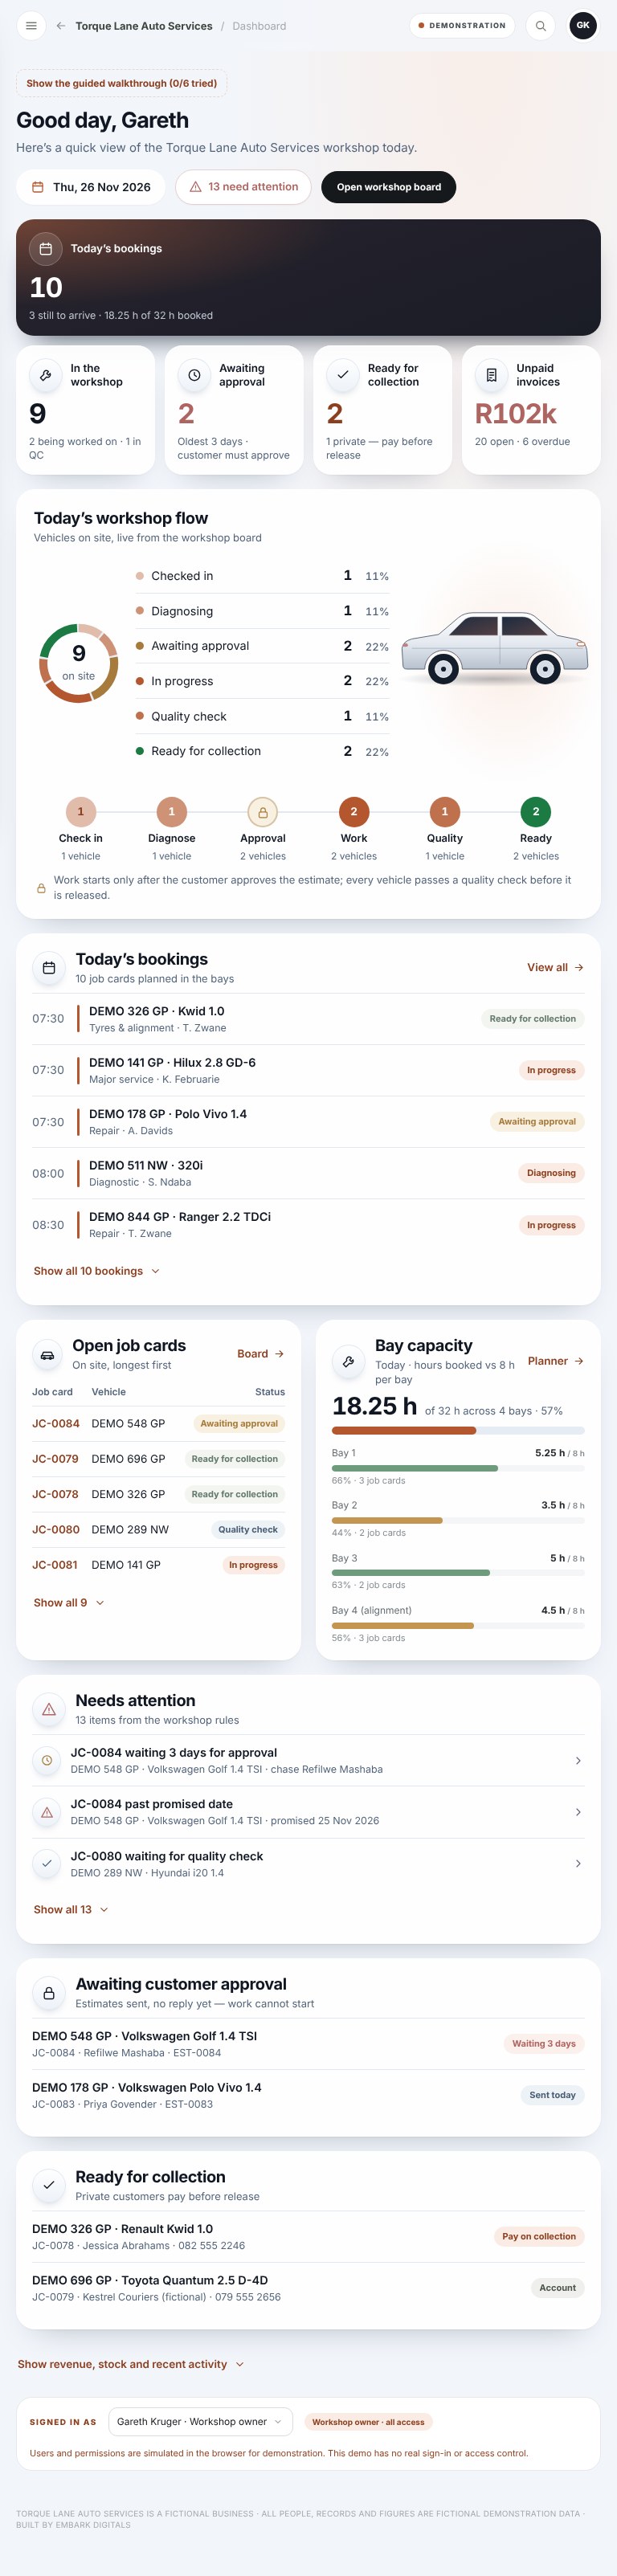 Torque Lane Auto Services / Dashboard
DEMONSTRATION
GK
Show the guided walkthrough (0/6 tried)
Good day, Gareth
Here’s a quick view of the Torque Lane Auto Services workshop today.
Thu, 26 Nov 2026
13 need attention
Open workshop board
Today’s bookings
10
3 still to arrive · 18.25 h of 32 h booked
In the
workshop
9
2 being worked on · 1 in
QC
Awaiting
approval
2
Oldest 3 days ·
customer must approve
Ready for
collection
2
1 private — pay before
release
Unpaid
invoices
R102k
20 open · 6 overdue
Today’s workshop flow
Vehicles on site, live from the workshop board
9
on site
Checked in 1 11%
Diagnosing 1 11%
Awaiting approval 2 22%
In progress 2 22%
Quality check 1 11%
Ready for collection 2 22%
1 1 2 1 2
Check in Diagnose Approval Work Quality Ready
1 vehicle 1 vehicle 2 vehicles 2 vehicles 1 vehicle 2 vehicles
Work starts only after the customer approves the estimate; every vehicle passes a quality check before it
is released.
Today’s bookings
10 job cards planned in the bays
View all
07:30
DEMO 326 GP · Kwid 1.0
Tyres & alignment · T. Zwane
Ready for collection
07:30
DEMO 141 GP · Hilux 2.8 GD-6
Major service · K. Februarie
In progress
07:30
DEMO 178 GP · Polo Vivo 1.4
Repair · A. Davids
Awaiting approval
08:00
DEMO 511 NW · 320i
Diagnostic · S. Ndaba
Diagnosing
08:30
DEMO 844 GP · Ranger 2.2 TDCi
Repair · T. Zwane
In progress
Show all 10 bookings
Open job cards
On site, longest first
Board
Job card Vehicle Status
JC-0084 DEMO 548 GP Awaiting approval
JC-0079 DEMO 696 GP Ready for collection
JC-0078 DEMO 326 GP Ready for collection
JC-0080 DEMO 289 NW Quality check
JC-0081 DEMO 141 GP In progress
Show all 9
Bay capacity
Today · hours booked vs 8 h
per bay
Planner
18.25 h of 32 h across 4 bays · 57%
Bay 1 5.25 h / 8 h
66% · 3 job cards
Bay 2 3.5 h / 8 h
44% · 2 job cards
Bay 3 5 h / 8 h
63% · 2 job cards
Bay 4 (alignment) 4.5 h / 8 h
56% · 3 job cards
Needs attention
13 items from the workshop rules
JC-0084 waiting 3 days for approval
DEMO 548 GP · Volkswagen Golf 1.4 TSI · chase Refilwe Mashaba
JC-0084 past promised date
DEMO 548 GP · Volkswagen Golf 1.4 TSI · promised 25 Nov 2026
JC-0080 waiting for quality check
DEMO 289 NW · Hyundai i20 1.4
Show all 13
Awaiting customer approval
Estimates sent, no reply yet — work cannot start
DEMO 548 GP · Volkswagen Golf 1.4 TSI
JC-0084 · Refilwe Mashaba · EST-0084
Waiting 3 days
DEMO 178 GP · Volkswagen Polo Vivo 1.4
JC-0083 · Priya Govender · EST-0083
Sent today
Ready for collection
Private customers pay before release
DEMO 326 GP · Renault Kwid 1.0
JC-0078 · Jessica Abrahams · 082 555 2246
Pay on collection
DEMO 696 GP · Toyota Quantum 2.5 D-4D
JC-0079 · Kestrel Couriers (fictional) · 079 555 2656
Account
Show revenue, stock and recent activity
SIGNED IN AS
Gareth Kruger · Workshop owner
Workshop owner · all access
Users and permissions are simulated in the browser for demonstration. This demo has no real sign-in or access control.
TORQUE LANE AUTO SERVICES IS A FICTIONAL BUSINESS · ALL PEOPLE, RECORDS AND FIGURES ARE FICTIONAL DEMONSTRATION DATA ·
BUILT BY EMBARK DIGITALS